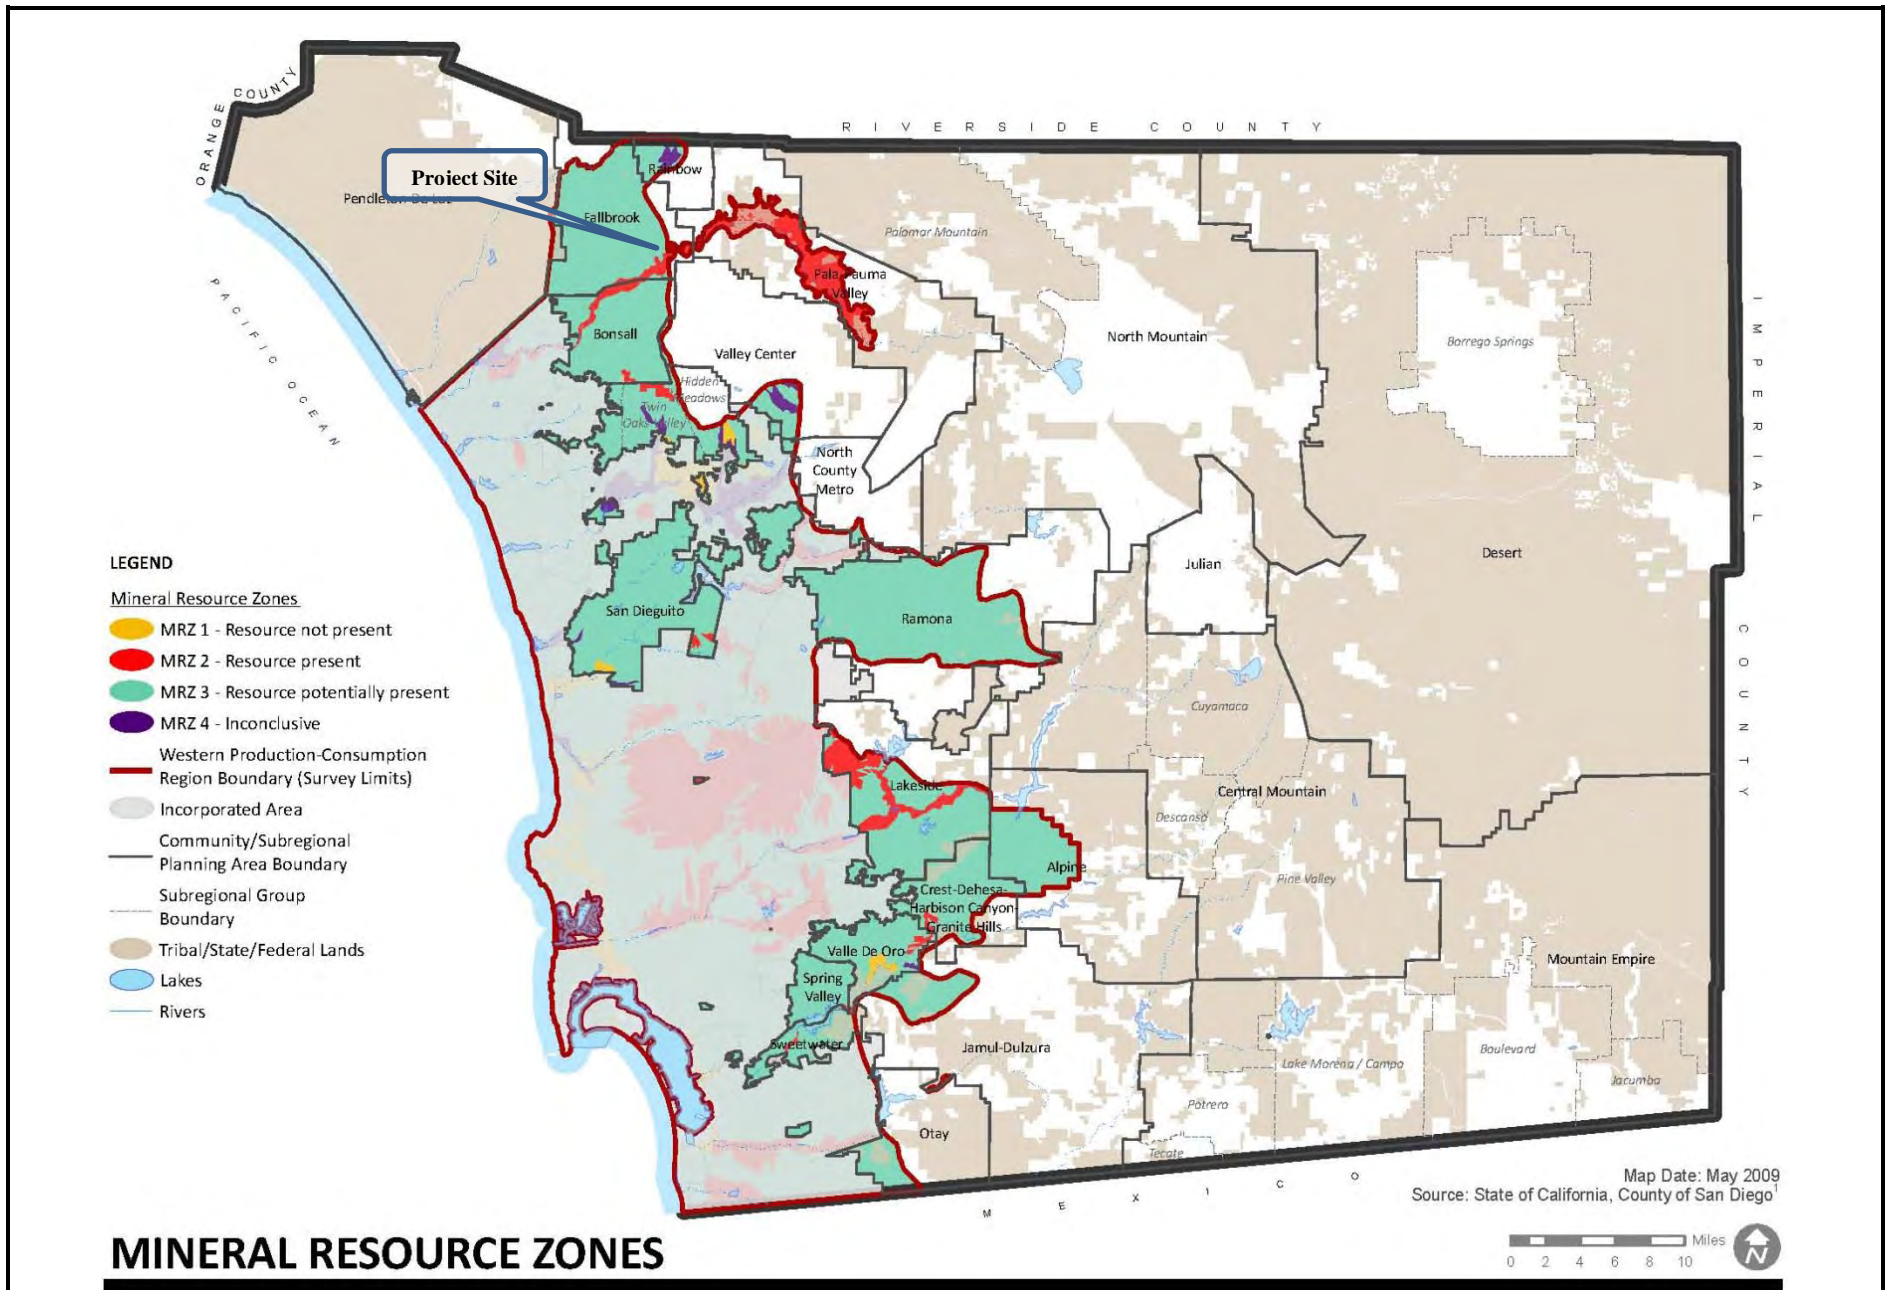 ORANGE COUNTY
RIVERSIDE COUNTY
Project Site
Rainbow
Pendleton-De Luz
Fallbrook
Palomar Mountain
Pala-Pauma
Valley
PACIFIC OCEAN
IMPERIAL COUNTY
Bonsall
North Mountain
Borrego Springs
Valley Center
Hidden
Meadows
Twin
Oaks Valley
North
County
Metro
Desert
Julian
LEGEND
Mineral Resource Zones
MRZ 1 - Resource not present
MRZ 2 - Resource present
MRZ 3 - Resource potentially present
MRZ 4 - Inconclusive
Western Production-Consumption
Region Boundary (Survey Limits)
Incorporated Area
Community/Subregional
Planning Area Boundary
Subregional Group
Boundary
Tribal/State/Federal Lands
Lakes
Rivers
San Dieguito
Ramona
Cuyamaca
Lakeside
Central Mountain
Descanso
Alpine
Pine Valley
Crest-Dehesa-
Harbison Canyon-
Granite Hills
Valle De Oro
Mountain Empire
Spring
Valley
Sweetwater
Jamul-Dulzura
Lake Morena / Campo
Boulevard
Jacumba
Potrero
Otay
Tecate
MEXICO
Map Date: May 2009
Source: State of California, County of San Diego1
MINERAL RESOURCE ZONES
Miles
0 2 4 6 8 10
N